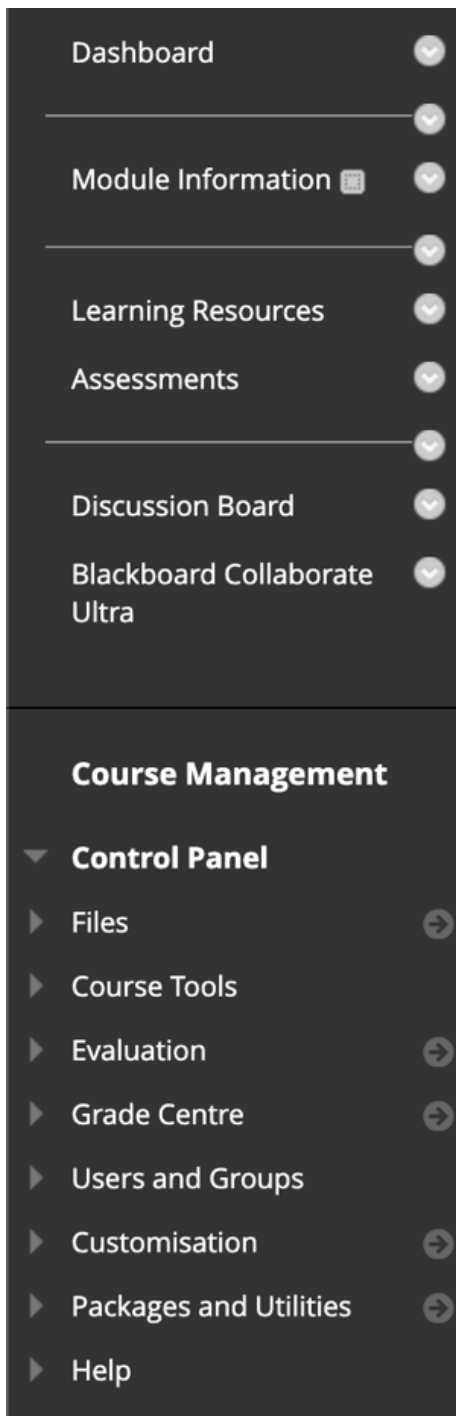 Dashboard
Module Information
Learning Resources
Assessments
Discussion Board
Blackboard Collaborate
Ultra
Course Management
Control Panel
Files
Course Tools
Evaluation
Grade Centre
Users and Groups
Customisation
Packages and Utilities
Help